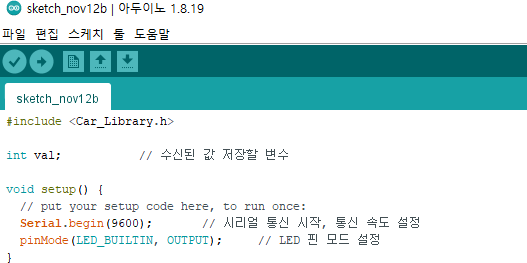 sketch_nov12b | 아두이노 1.8.19
파일 편집 스케치 툴 도움말
sketch_nov12b
#include <Car_Library.h>
int val; // 수신된 값 저장할 변수
void setup() {
// put your setup code here, to run once:
Serial.begin(9600); // 시리얼 통신 시작, 통신 속도 설정
pinMode(LED_BUILTIN, OUTPUT); // LED 핀 모드 설정
}